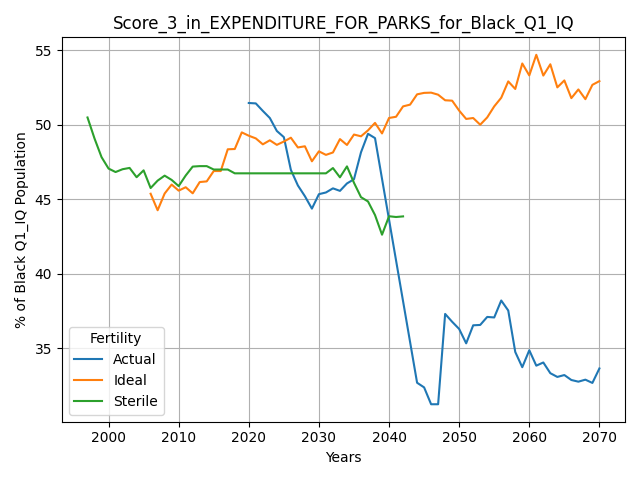 Score_3_in_EXPENDITURE_FOR_PARKS_for_Black_Q1_IQ
% of Black Q1_IQ Population
55
50
45
40
35
Fertility
Actual
Ideal
Sterile
2000 2010 2020 2030 2040 2050 2060 2070
Years